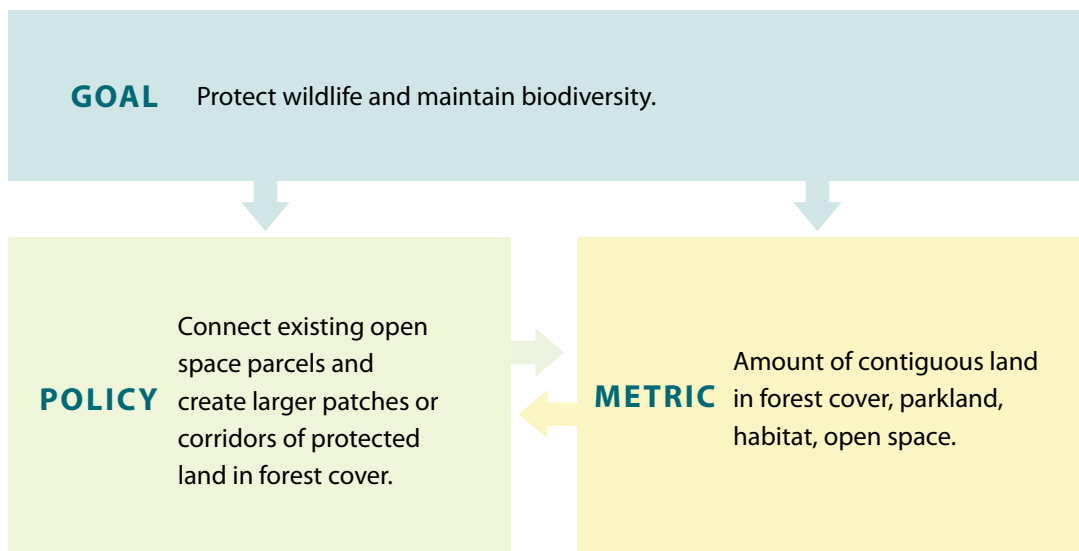 GOAL Protect wildlife and maintain biodiversity.
POLICY
Connect existing open
space parcels and
create larger patches or
corridors of protected
land in forest cover.
METRIC
Amount of contiguous land
in forest cover, parkland,
habitat, open space.